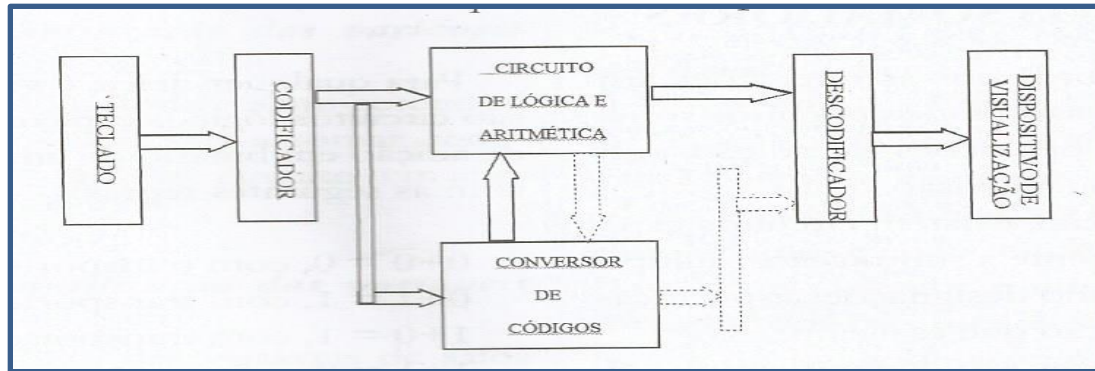 TECLADO
CODIFICADOR
CIRCUITO
DE LÓGICA E
ARITMÉTICA
CONVERSOR
DE
CÓDIGOS
DESCODIFICADOR
DISPOSITIVO DE
VISUALIZAÇÃO